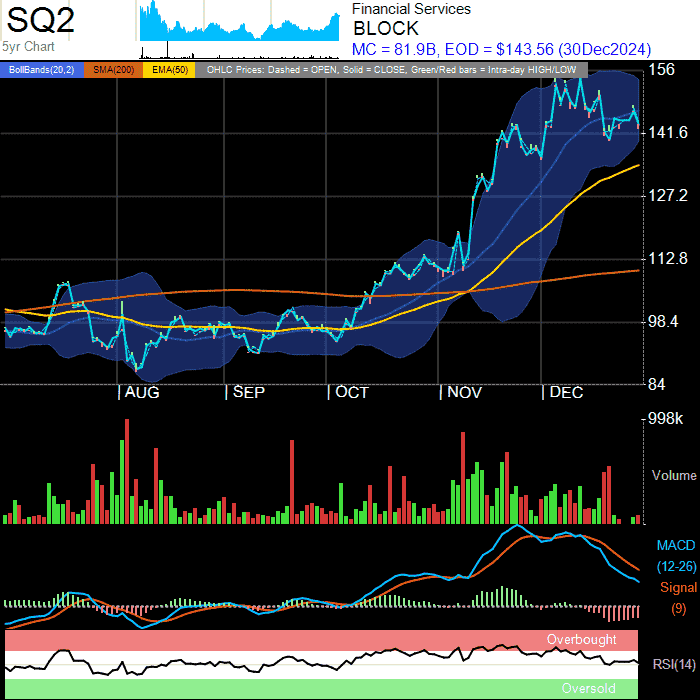 SQ2
5yr Chart
Financial Services
BLOCK
MC = 81.9B, EOD = $143.56 (30Dec2024)
BollBands(20,2) SMA(200) EMA(50) OHLC Prices: Dashed = OPEN, Solid = CLOSE, Green/Red bars = Intra-day HIGH/LOW
156
141.6
127.2
112.8
98.4
84
AUG SEP OCT NOV DEC
998k
Volume
MACD
(12-26)
Signal
(9)
Overbought
RSI(14)
Oversold